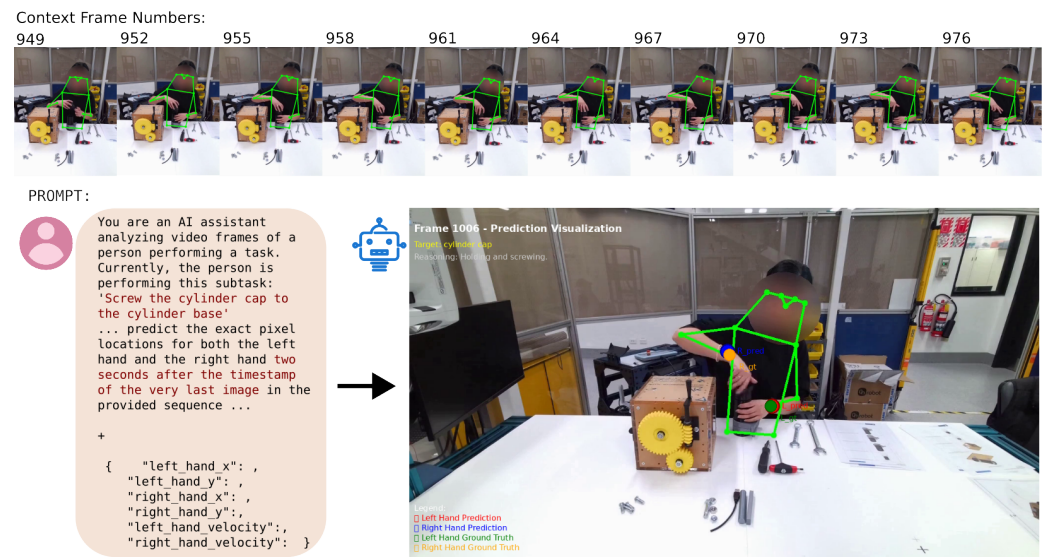 Context Frame Numbers:
949 952 955 958 961 964 967 970 973 976
PROMPT:
You are an AI assistant
analyzing video frames of a
person performing a task.
Currently, the person is
performing this subtask:
'Screw the cylinder cap to
the cylinder base'
... predict the exact pixel
locations for both the left
hand and the right hand two
seconds after the timestamp
of the very last image in the
provided sequence ...
+
{ "left_hand_x": ,
"left_hand_y": ,
"right_hand_x": ,
"right_hand_y":,
"left_hand_velocity":,
"right_hand_velocity": }
Frame 1006 - Prediction Visualization
Target: cylinder cap
Reasoning: Holding and screwing.
gt
Legend:
Left Hand Prediction
Right Hand Prediction
Left Hand Ground Truth
Right Hand Ground Truth